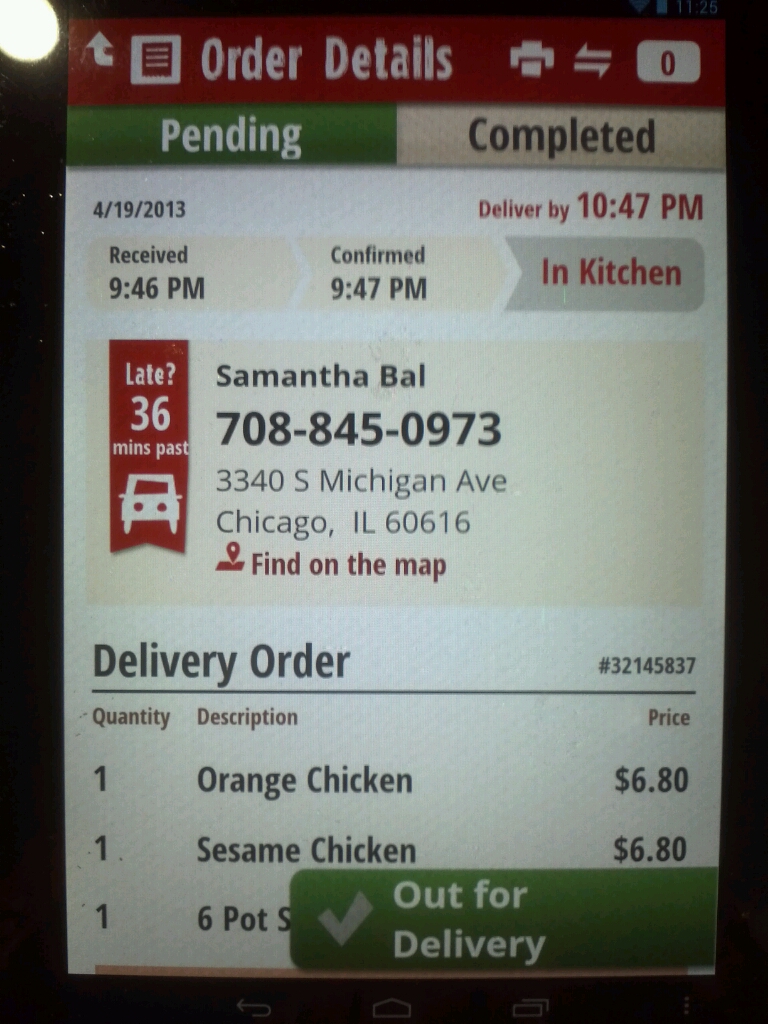 11:25
Order Details
0
Pending
Completed
4/19/2013
Deliver by 10:47 PM
Received
9:46 PM
Confirmed
9:47 PM
In Kitchen
Late?
36
mins past
Samantha Bal
708-845-0973
3340 S Michigan Ave
Chicago, IL 60616
Find on the map
Delivery Order
#32145837
Quantity Description Price
1 Orange Chicken $6.80
1 Sesame Chicken $6.80
1 6 Pot S
Out for
Delivery